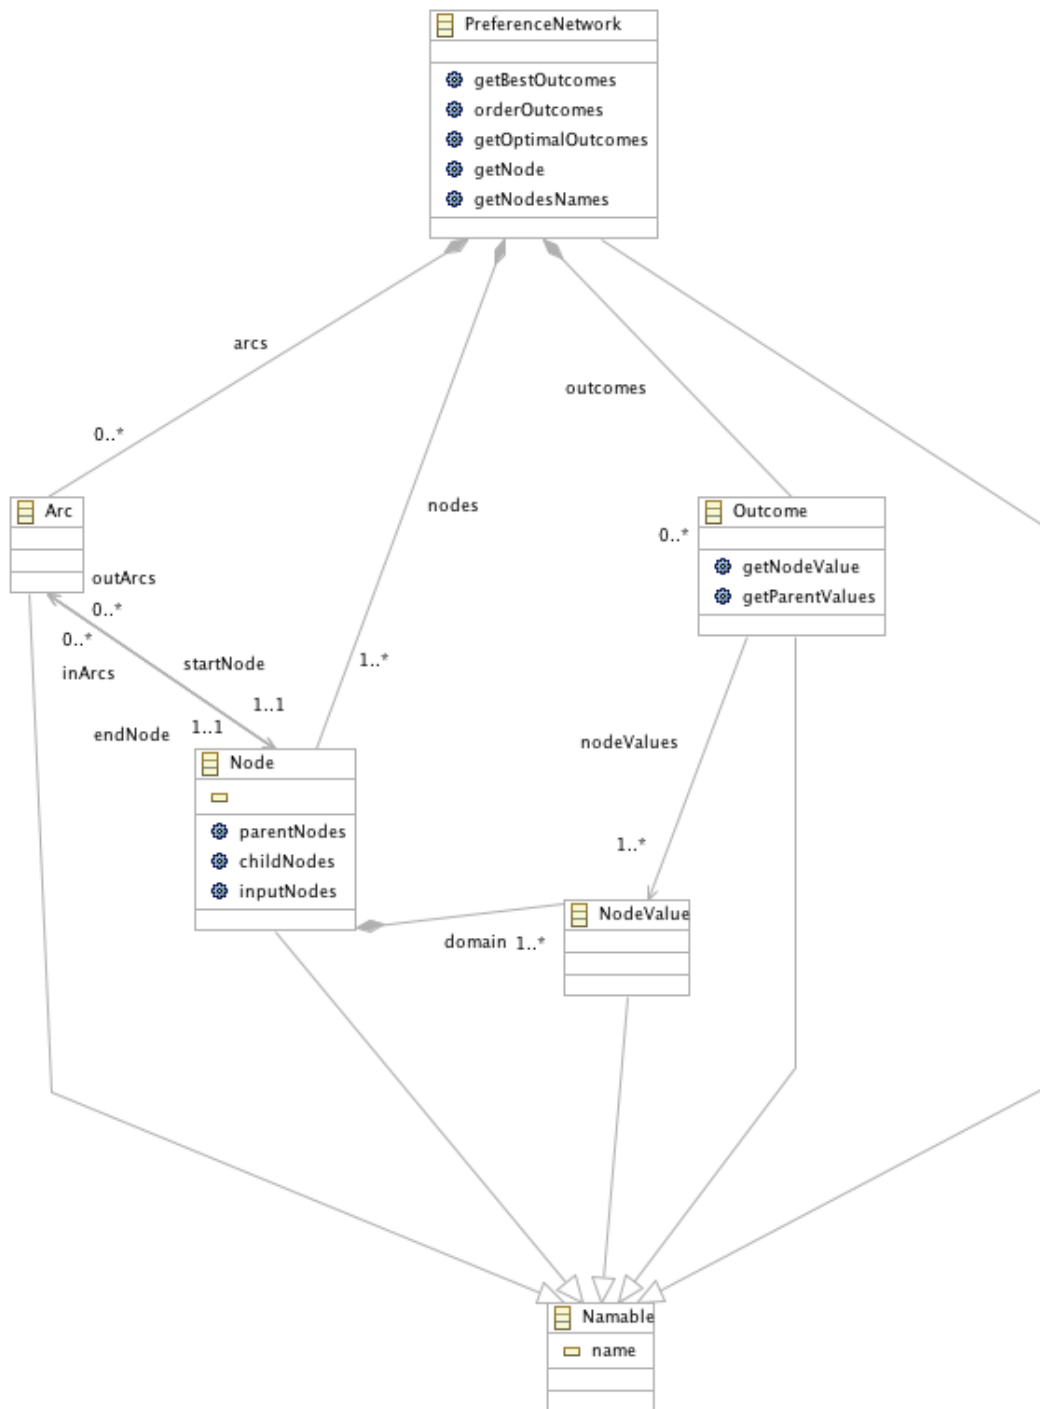 PreferenceNetwork
getBestOutcomes
orderOutcomes
getOptimalOutcomes
getNode
getNodesNames
arcs
outcomes
0..*
nodes
Arc
Outcome
0..*
getNodeValue
getParentValues
outArcs
0..*
0..*
inArcs
startNode
1..*
1..1
1..1
endNode
nodeValues
Node
parentNodes
childNodes
inputNodes
1..*
NodeValue
domain 1..*
Namable
name